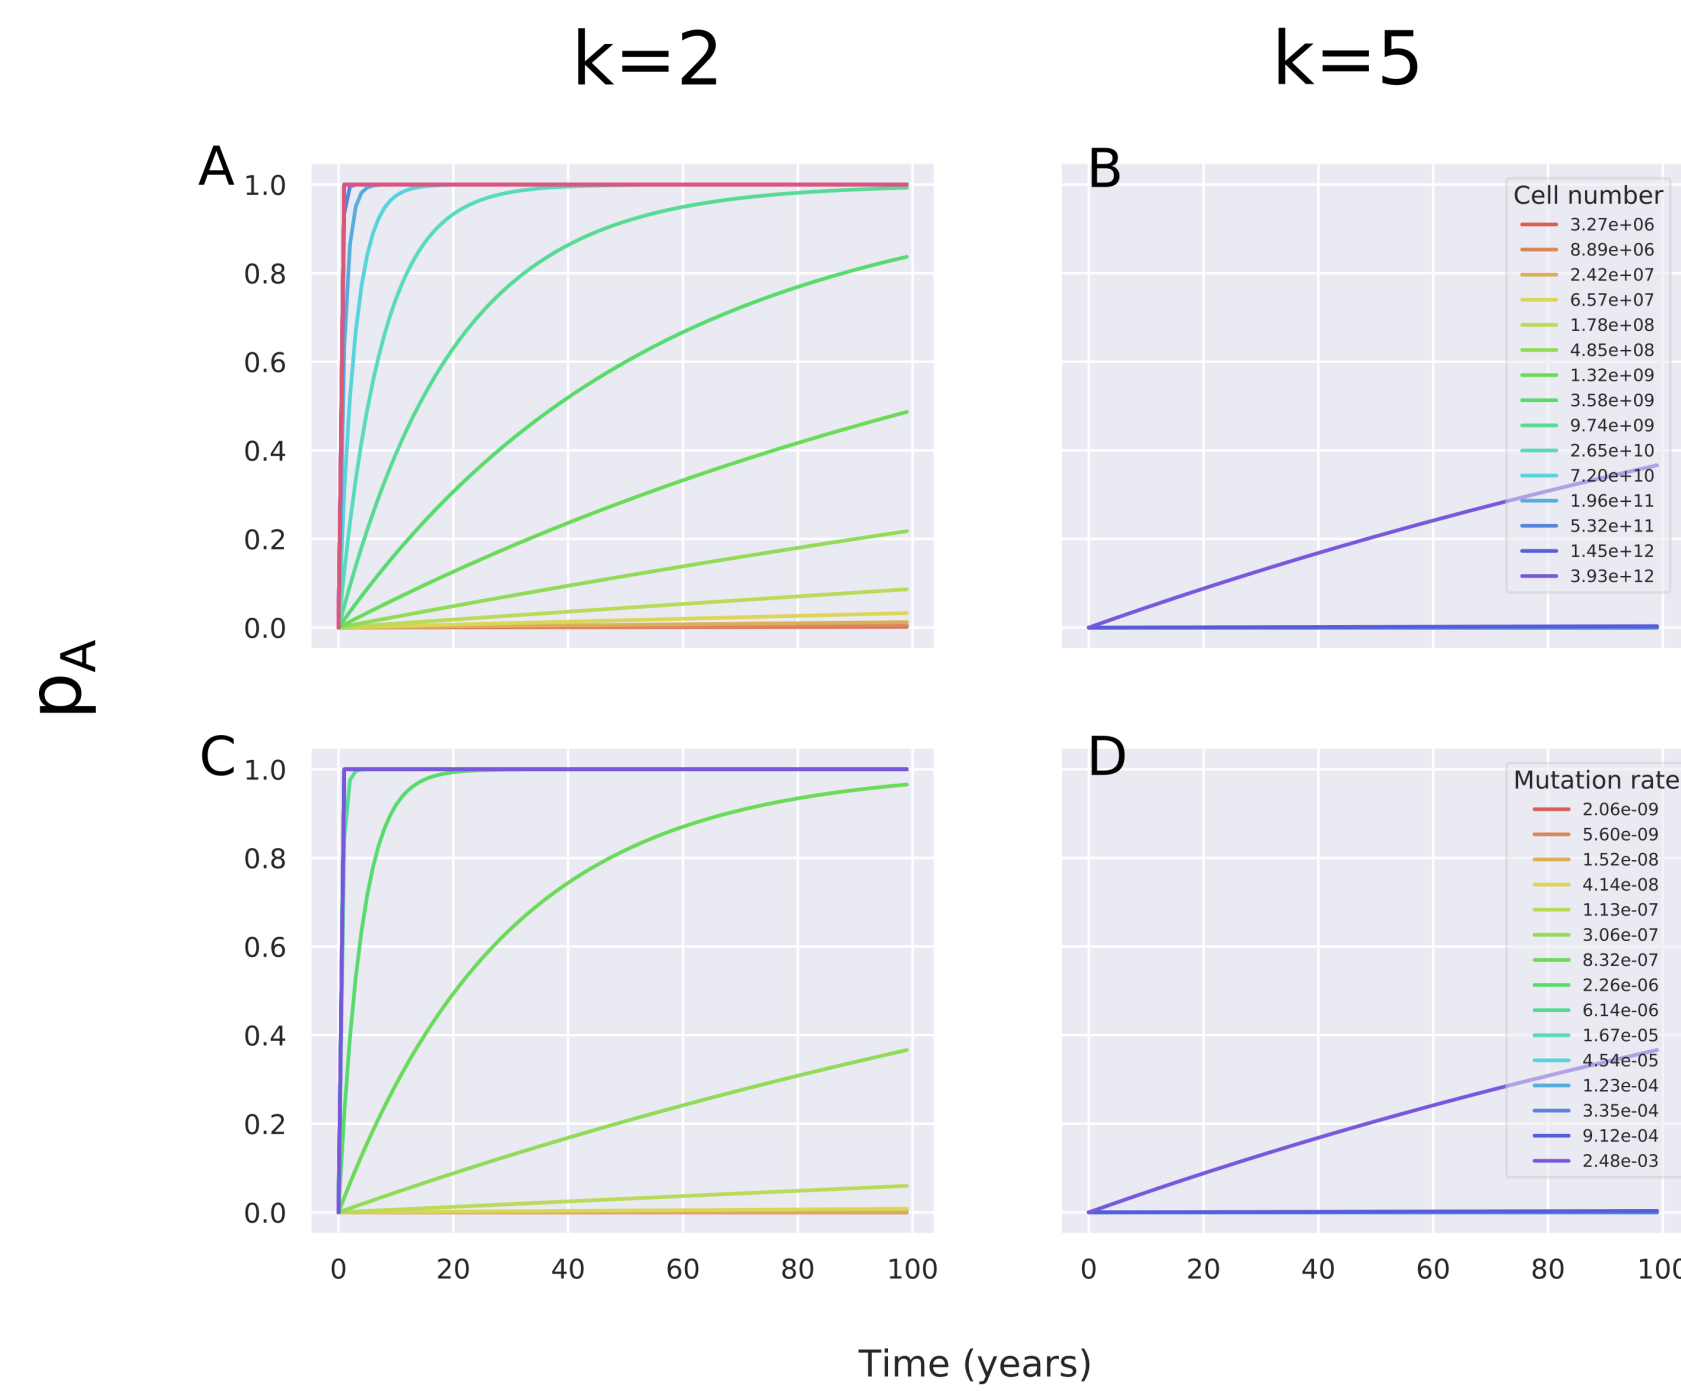 k=2
k=5
A
1.0
0.8
0.6
0.4
0.2
0.0
B
Cell number
3.27e+06
8.89e+06
2.42e+07
6.57e+07
1.78e+08
4.85e+08
1.32e+09
3.58e+09
9.74e+09
2.65e+10
7.20e+10
1.96e+11
5.32e+11
1.45e+12
3.93e+12
pA
C
1.0
0.8
0.6
0.4
0.2
0.0
0 20 40 60 80 100
D
Mutation rate
2.06e-09
5.60e-09
1.52e-08
4.14e-08
1.13e-07
3.06e-07
8.32e-07
2.26e-06
6.14e-06
1.67e-05
4.54e-05
1.23e-04
3.35e-04
9.12e-04
2.48e-03
0 20 40 60 80 100
Time (years)